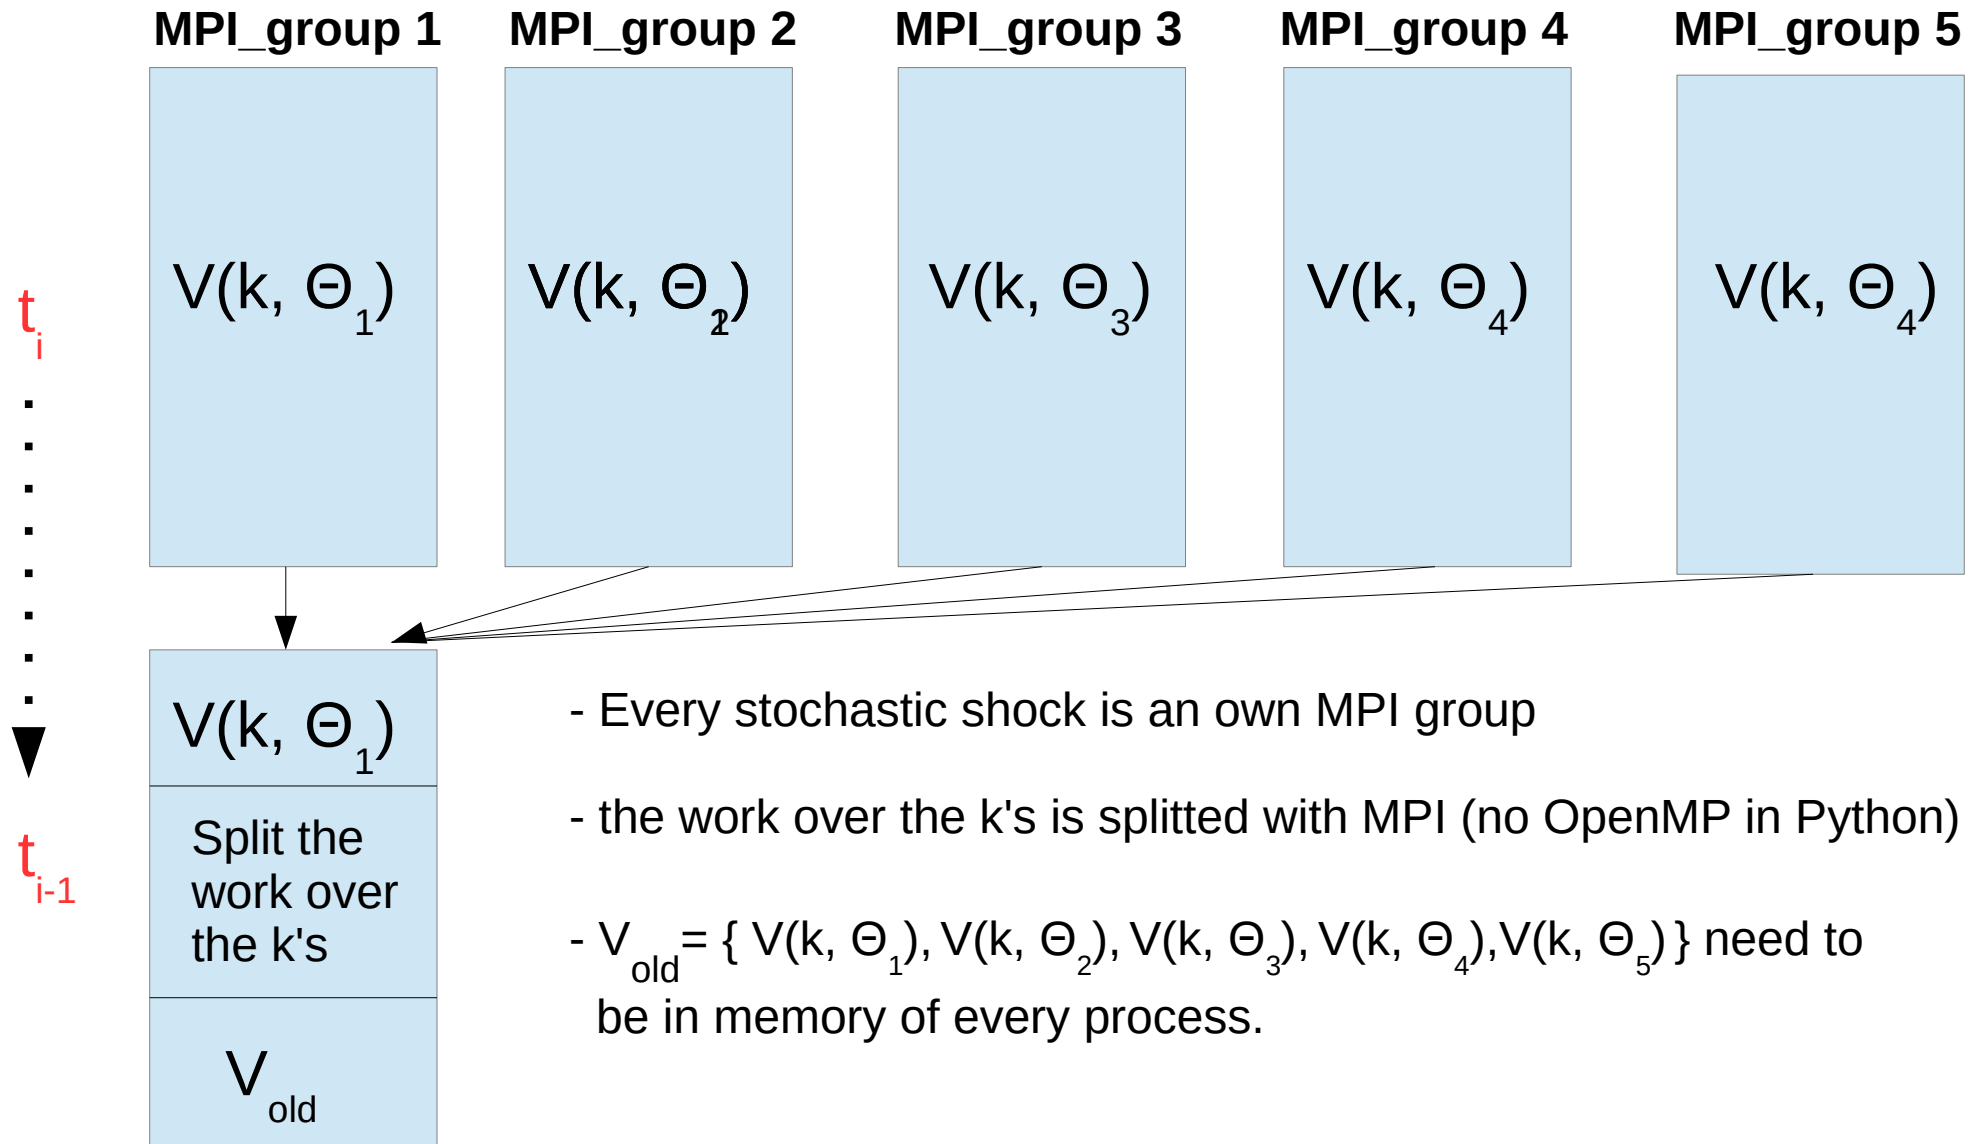 MPI_group 1 MPI_group 2 MPI_group 3 MPI_group 4 MPI_group 5
V(k, Θ1) V(k, Θ2) V(k, Θ3) V(k, Θ4) V(k, Θ4)
ti
V(k, Θ1)
- Every stochastic shock is an own MPI group
Split the
work over
the k's
- the work over the k's is splitted with MPI (no OpenMP in Python)
ti-1
- Vold= { V(k, Θ1), V(k, Θ2), V(k, Θ3), V(k, Θ4),V(k, Θ5) } need to
be in memory of every process.
Vold